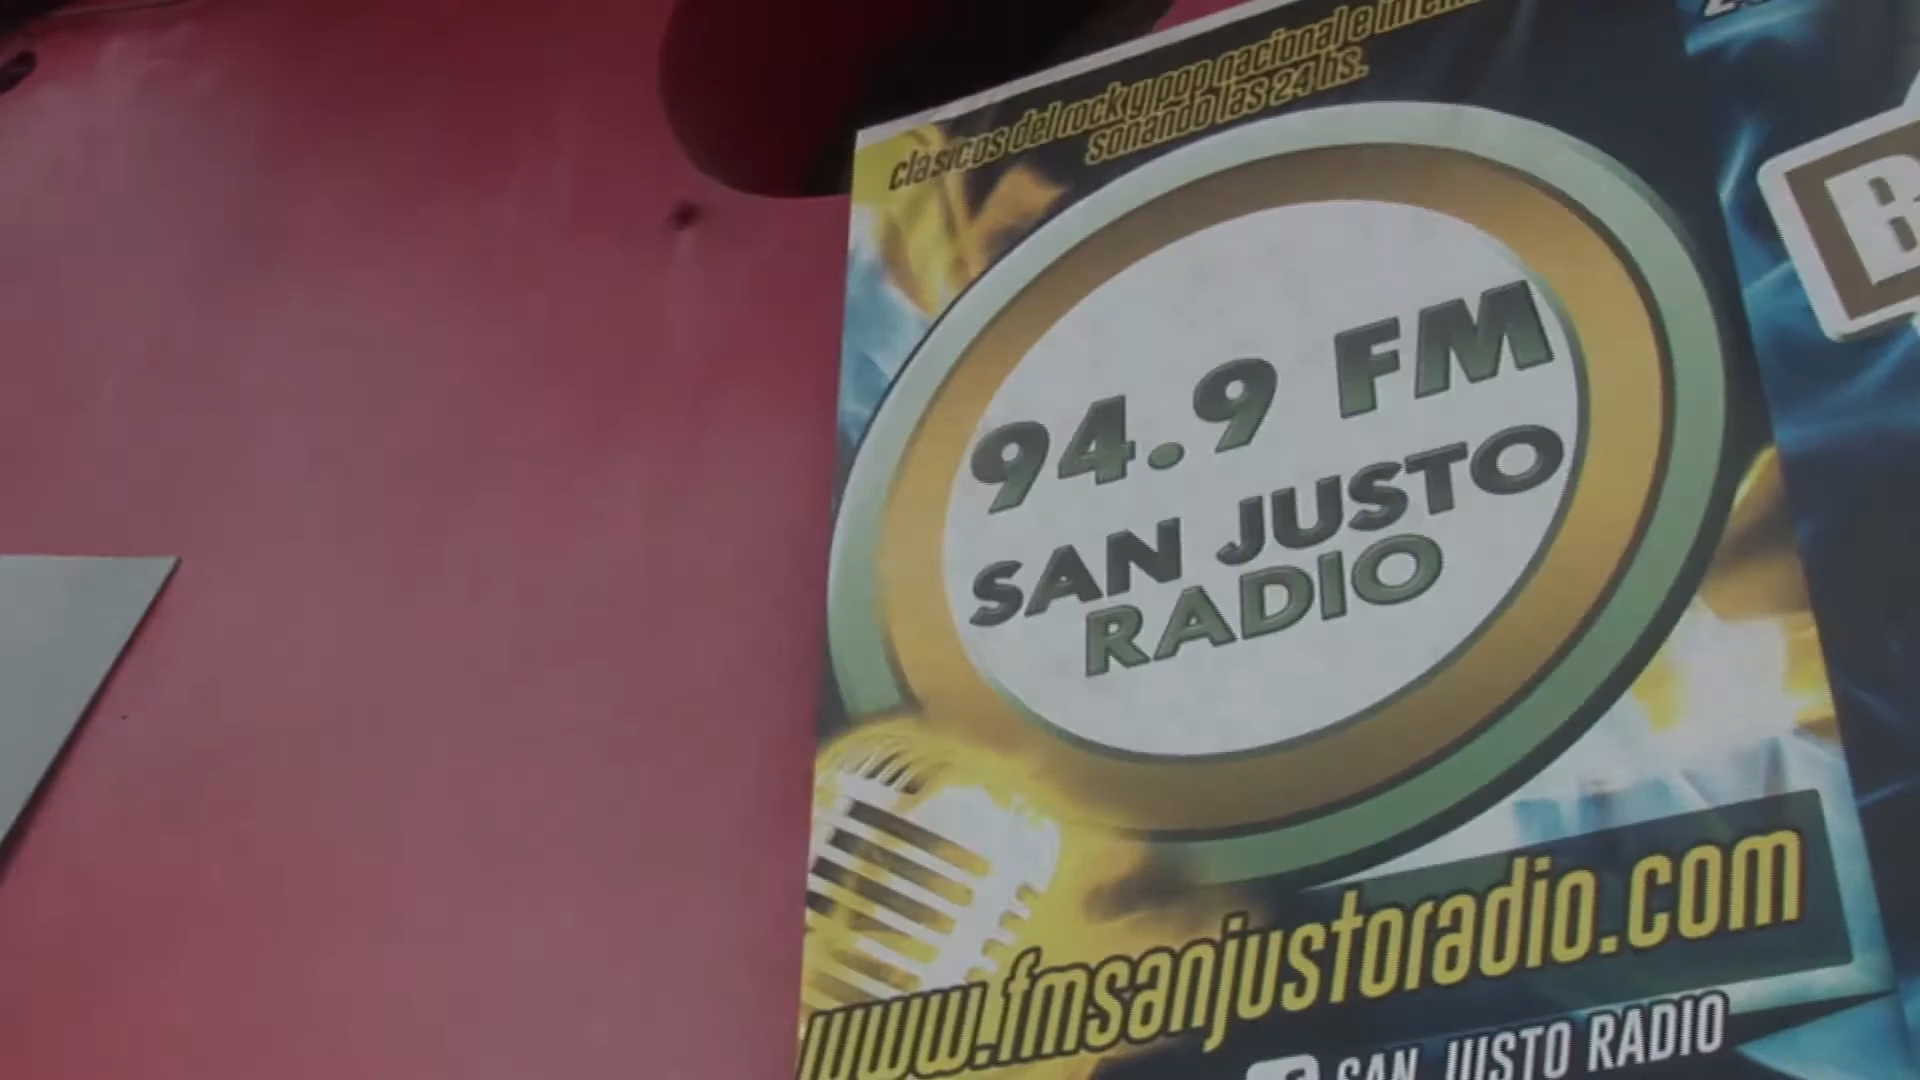 clasicos del rock y pop nacional e
sonando las 24 hs.
94.9 FM
SAN JUSTO
RADIO
www.fmsanjustoradio.com
SAN JUSTO RADIO